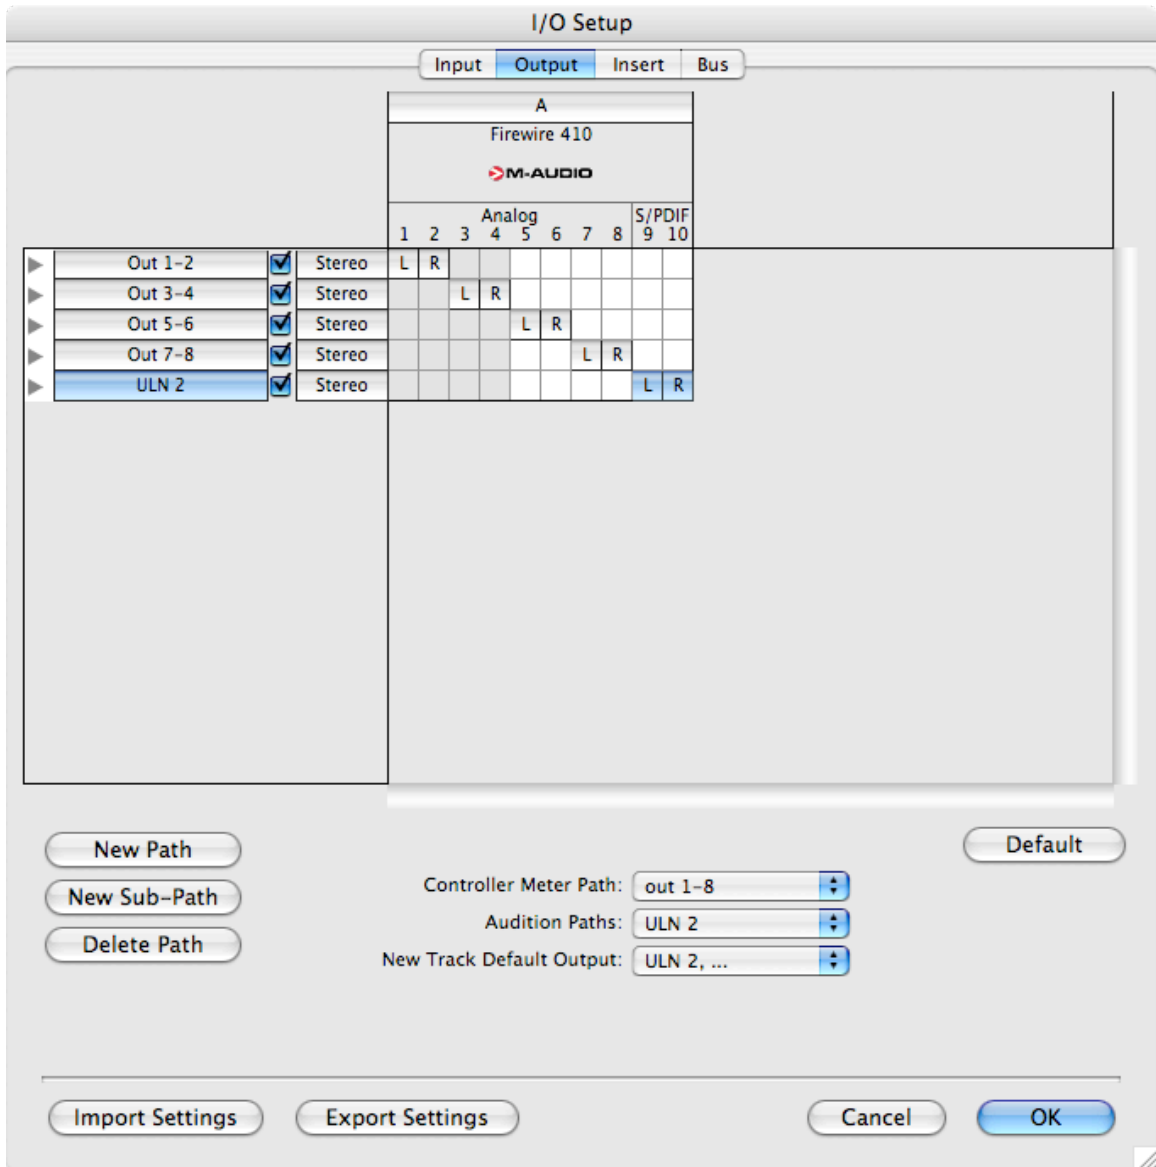 I/O Setup
Input Output Insert Bus
A
Firewire 410
M-AUDIO
Analog S/PDIF
1 2 3 4 5 6 7 8 9 10
Out 1-2 Stereo L R
Out 3-4 Stereo L R
Out 5-6 Stereo L R
Out 7-8 Stereo L R
ULN 2 Stereo L R
New Path
Default
New Sub-Path
Controller Meter Path: out 1-8
Audition Paths: ULN 2
Delete Path
New Track Default Output: ULN 2, ...
Import Settings Export Settings Cancel OK